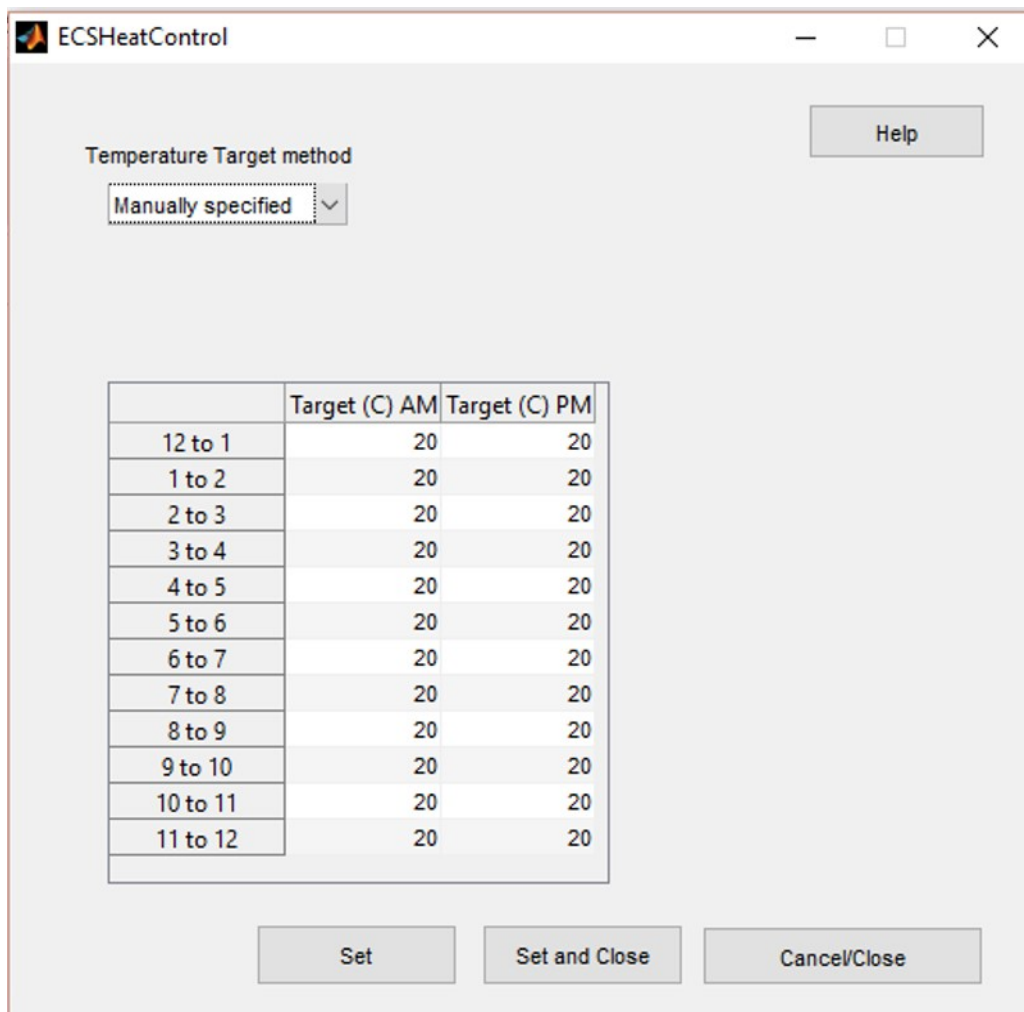 ECSHeatControl
Help
Temperature Target method
Manually specified
Target (C) AM Target (C) PM
12 to 1 20 20
1 to 2 20 20
2 to 3 20 20
3 to 4 20 20
4 to 5 20 20
5 to 6 20 20
6 to 7 20 20
7 to 8 20 20
8 to 9 20 20
9 to 10 20 20
10 to 11 20 20
11 to 12 20 20
Set Set and Close Cancel/Close